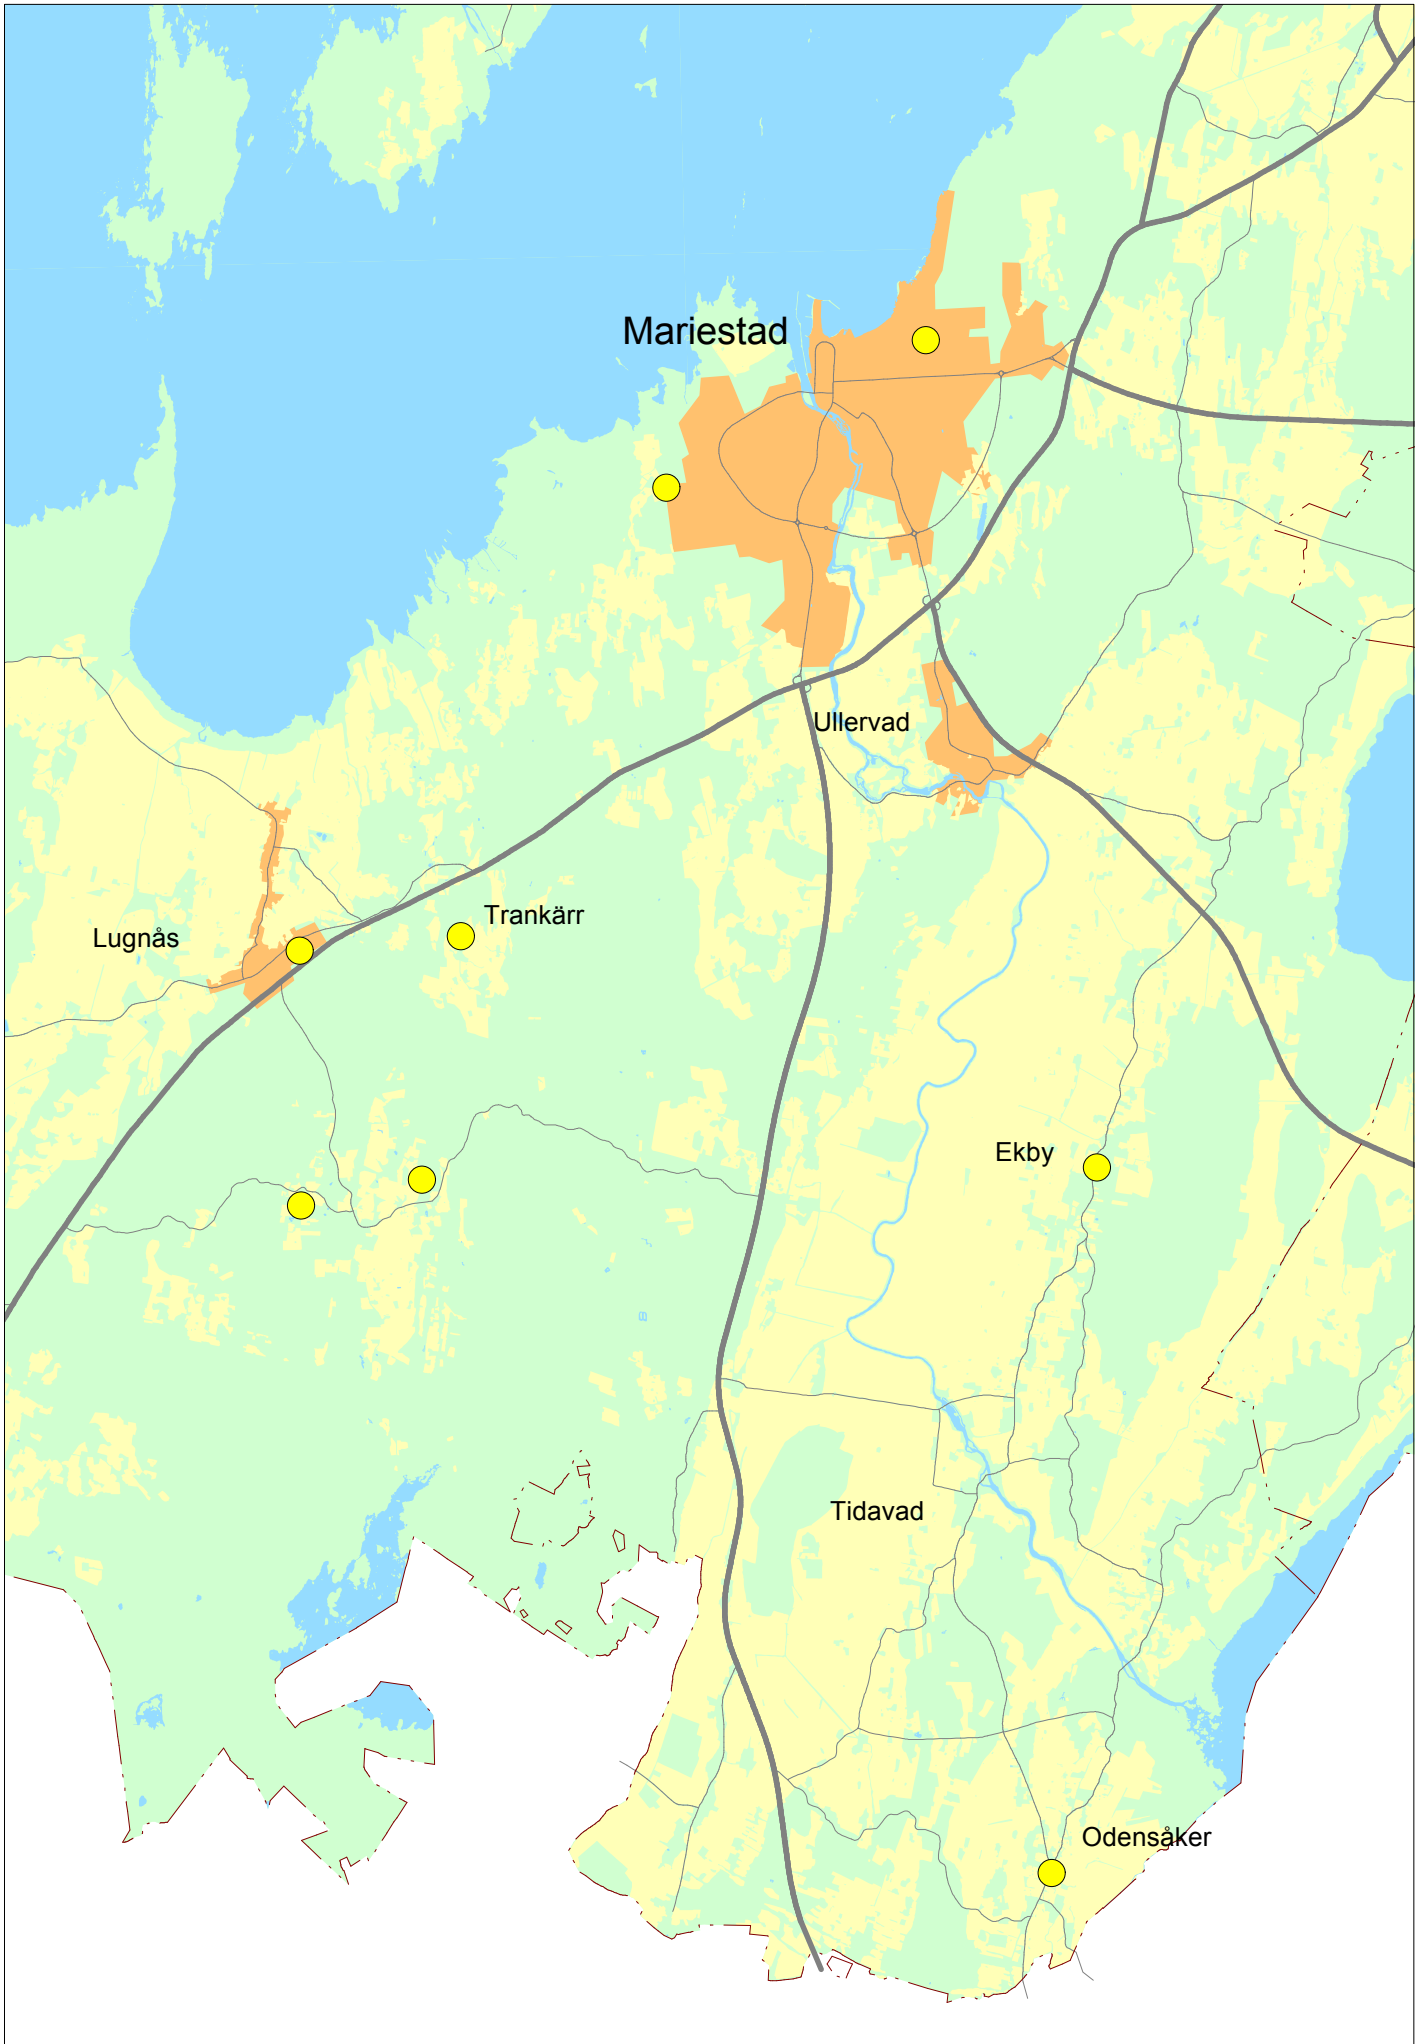 Mariestad
Ullervad
Trankärr
Lugnås
Ekby
Tidavad
Odensåker